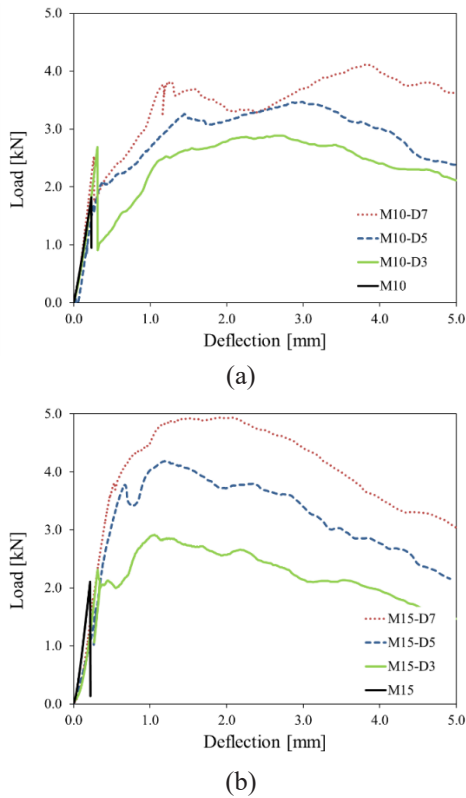 5.0
4.0
3.0
2.0
1.0
0.0
Load [kN]
M10-D7
M10-D5
M10-D3
M10
0.0 1.0 2.0 3.0 4.0 5.0
Deflection [mm]
(a)
5.0
4.0
3.0
2.0
1.0
0.0
Load [kN]
M15-D7
M15-D5
M15-D3
M15
0.0 1.0 2.0 3.0 4.0 5.0
Deflection [mm]
(b)